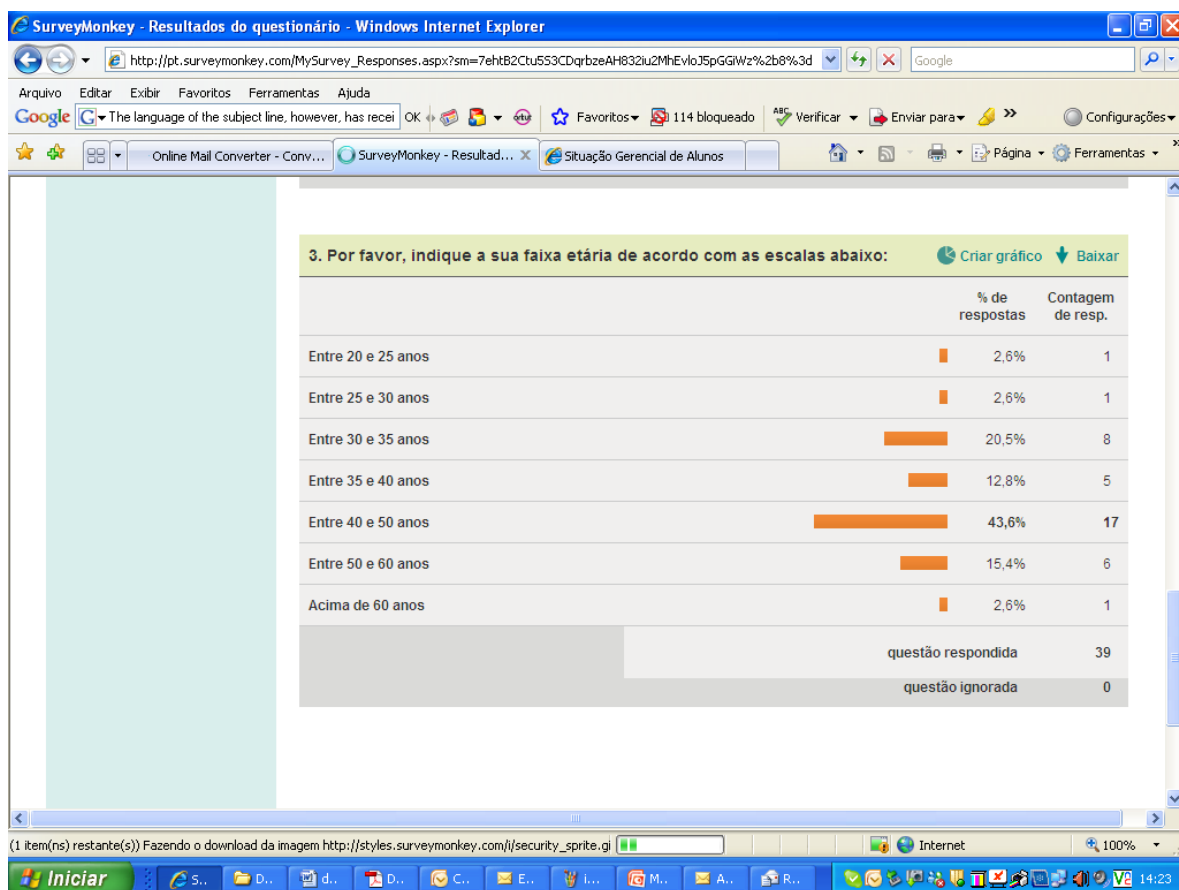 SurveyMonkey - Resultados do questionário - Windows Internet Explorer
http://pt.surveymonkey.com/MySurvey_Responses.aspx?sm=7ehtB2Ctu553CDqrbzeAH832iu2MhEvloJ5pGGiWz%2b8%3d Google
Arquivo Editar Exibir Favoritos Ferramentas Ajuda
Google G The language of the subject line, however, has recei OK Favoritos 114 bloqueado ABC Verificar Enviar para » Configurações
Online Mail Converter - Conv... SurveyMonkey - Resultad... X Situação Gerencial de Alunos Página Ferramentas »
3. Por favor, indique a sua faixa etária de acordo com as escalas abaixo: Criar gráfico Baixar
% de Contagem
respostas de resp.
Entre 20 e 25 anos 2,6% 1
Entre 25 e 30 anos 2,6% 1
Entre 30 e 35 anos 20,5% 8
Entre 35 e 40 anos 12,8% 5
Entre 40 e 50 anos 43,6% 17
Entre 50 e 60 anos 15,4% 6
Acima de 60 anos 2,6% 1
questão respondida 39
questão ignorada 0
(1 item(ns) restante(s)) Fazendo o download da imagem http://styles.surveymonkey.com/i/security_sprite.gi Internet 100%
Iniciar S.. D.. d.. D.. C.. E.. i... M.. A.. R... 14:23